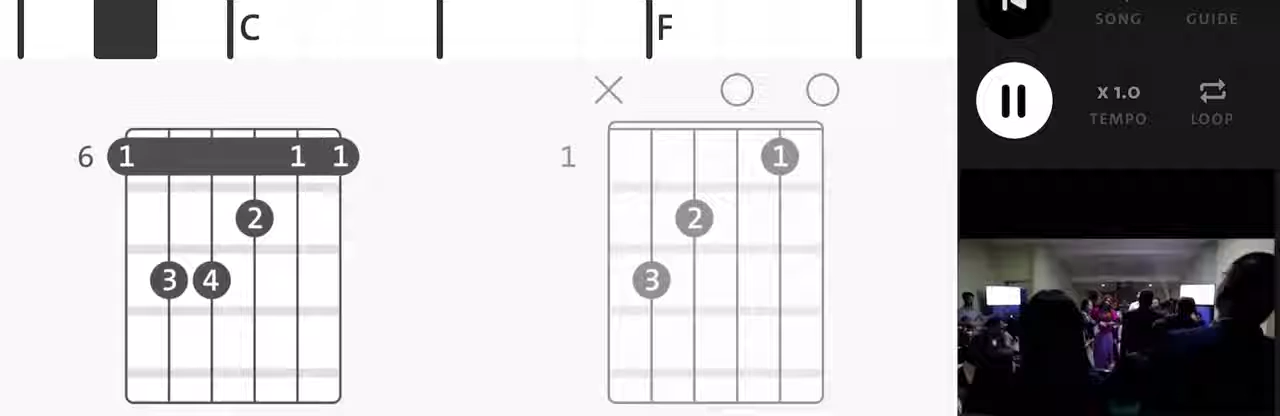 C F
SONG GUIDE
X 1.0
TEMPO LOOP
6 1 1 1
1 1
2 2
3 4 3